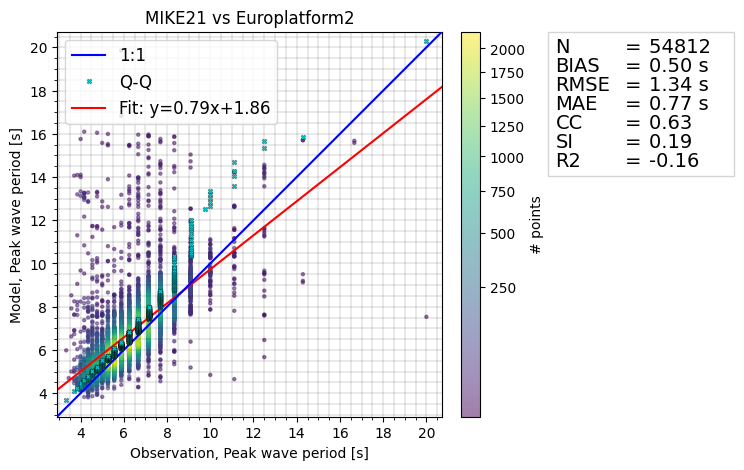 MIKE21 vs Europlatform2
1:1
Q-Q
Fit: y=0.79x+1.86
Model, Peak wave period [s]
20
18
16
14
12
10
8
6
4
4 6 8 10 12 14 16 18 20
Observation, Peak wave period [s]
2000
1750
1500
1250
1000
750
500
250
# points
N = 54812
BIAS = 0.50 s
RMSE = 1.34 s
MAE = 0.77 s
CC = 0.63
SI = 0.19
R2 = -0.16